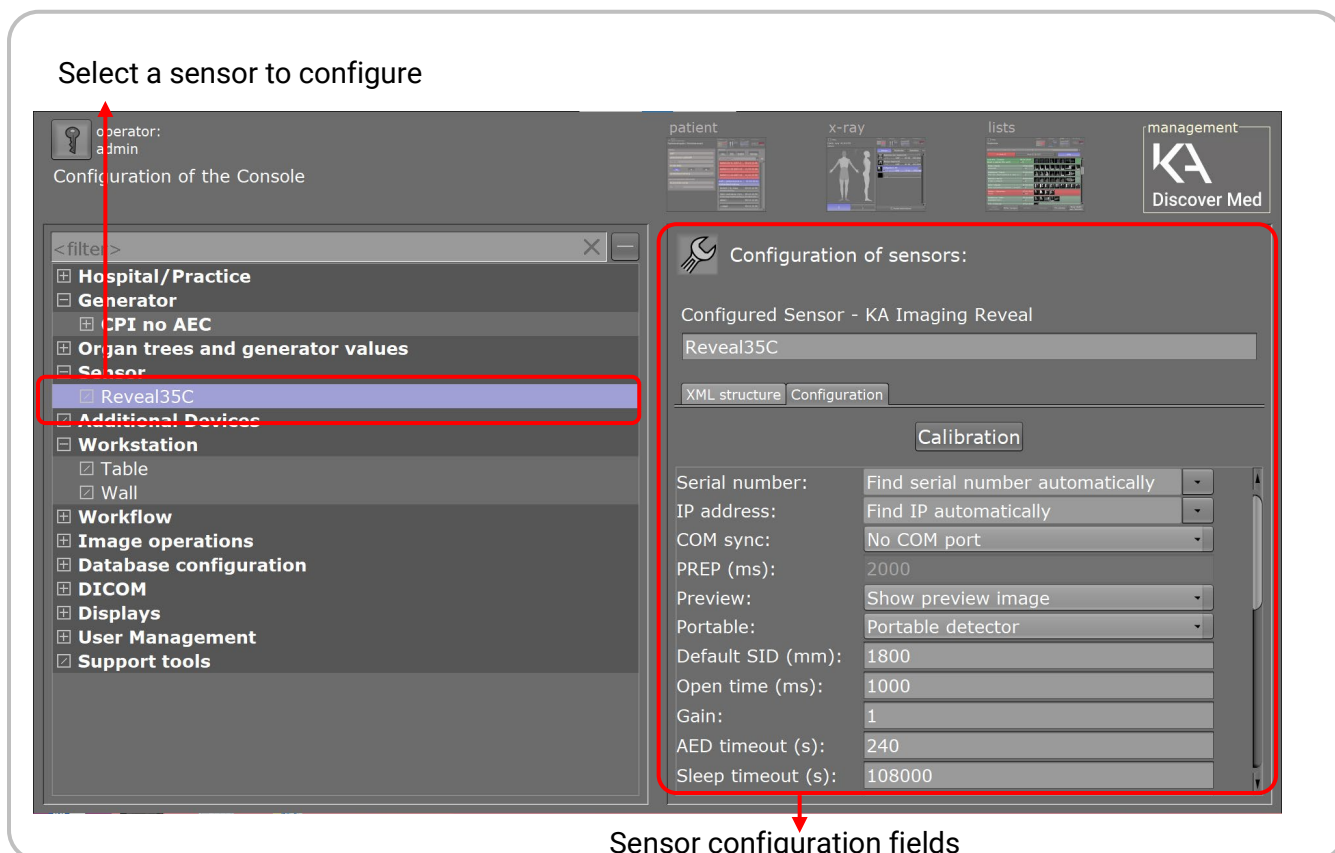 Select a sensor to configure
operator:
admin
Configuration of the Console
patient
x-ray
lists
management
KA
Discover Med
<filter>
Hospital/Practice
Generator
CPI no AEC
Organ trees and generator values
Sensor
Reveal35C
Additional Devices
Workstation
Table
Wall
Workflow
Image operations
Database configuration
DICOM
Displays
User Management
Support tools
Configuration of sensors:
Configured Sensor - KA Imaging Reveal
Reveal35C
XML structure Configuration
Calibration
Serial number: Find serial number automatically
IP address: Find IP automatically
COM sync: No COM port
PREP (ms): 2000
Preview: Show preview image
Portable: Portable detector
Default SID (mm): 1800
Open time (ms): 1000
Gain: 1
AED timeout (s): 240
Sleep timeout (s): 108000
Sensor configuration fields